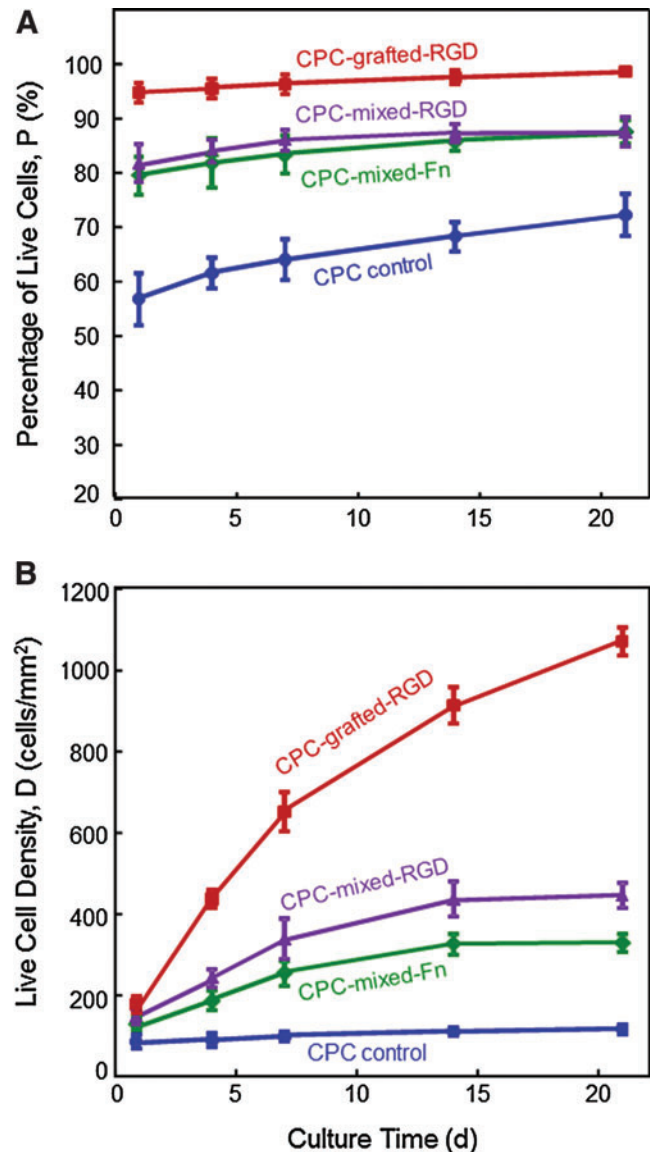 A
Percentage of Live Cells, P (%)
100
90
80
70
60
50
40
30
20
CPC-grafted-RGD
CPC-mixed-RGD
CPC-mixed-Fn
CPC control
0 5 10 15 20
B
Live Cell Density, D (cells/mm²)
1200
1000
800
600
400
200
0
CPC-grafted-RGD
CPC-mixed-RGD
CPC-mixed-Fn
CPC control
0 5 10 15 20
Culture Time (d)